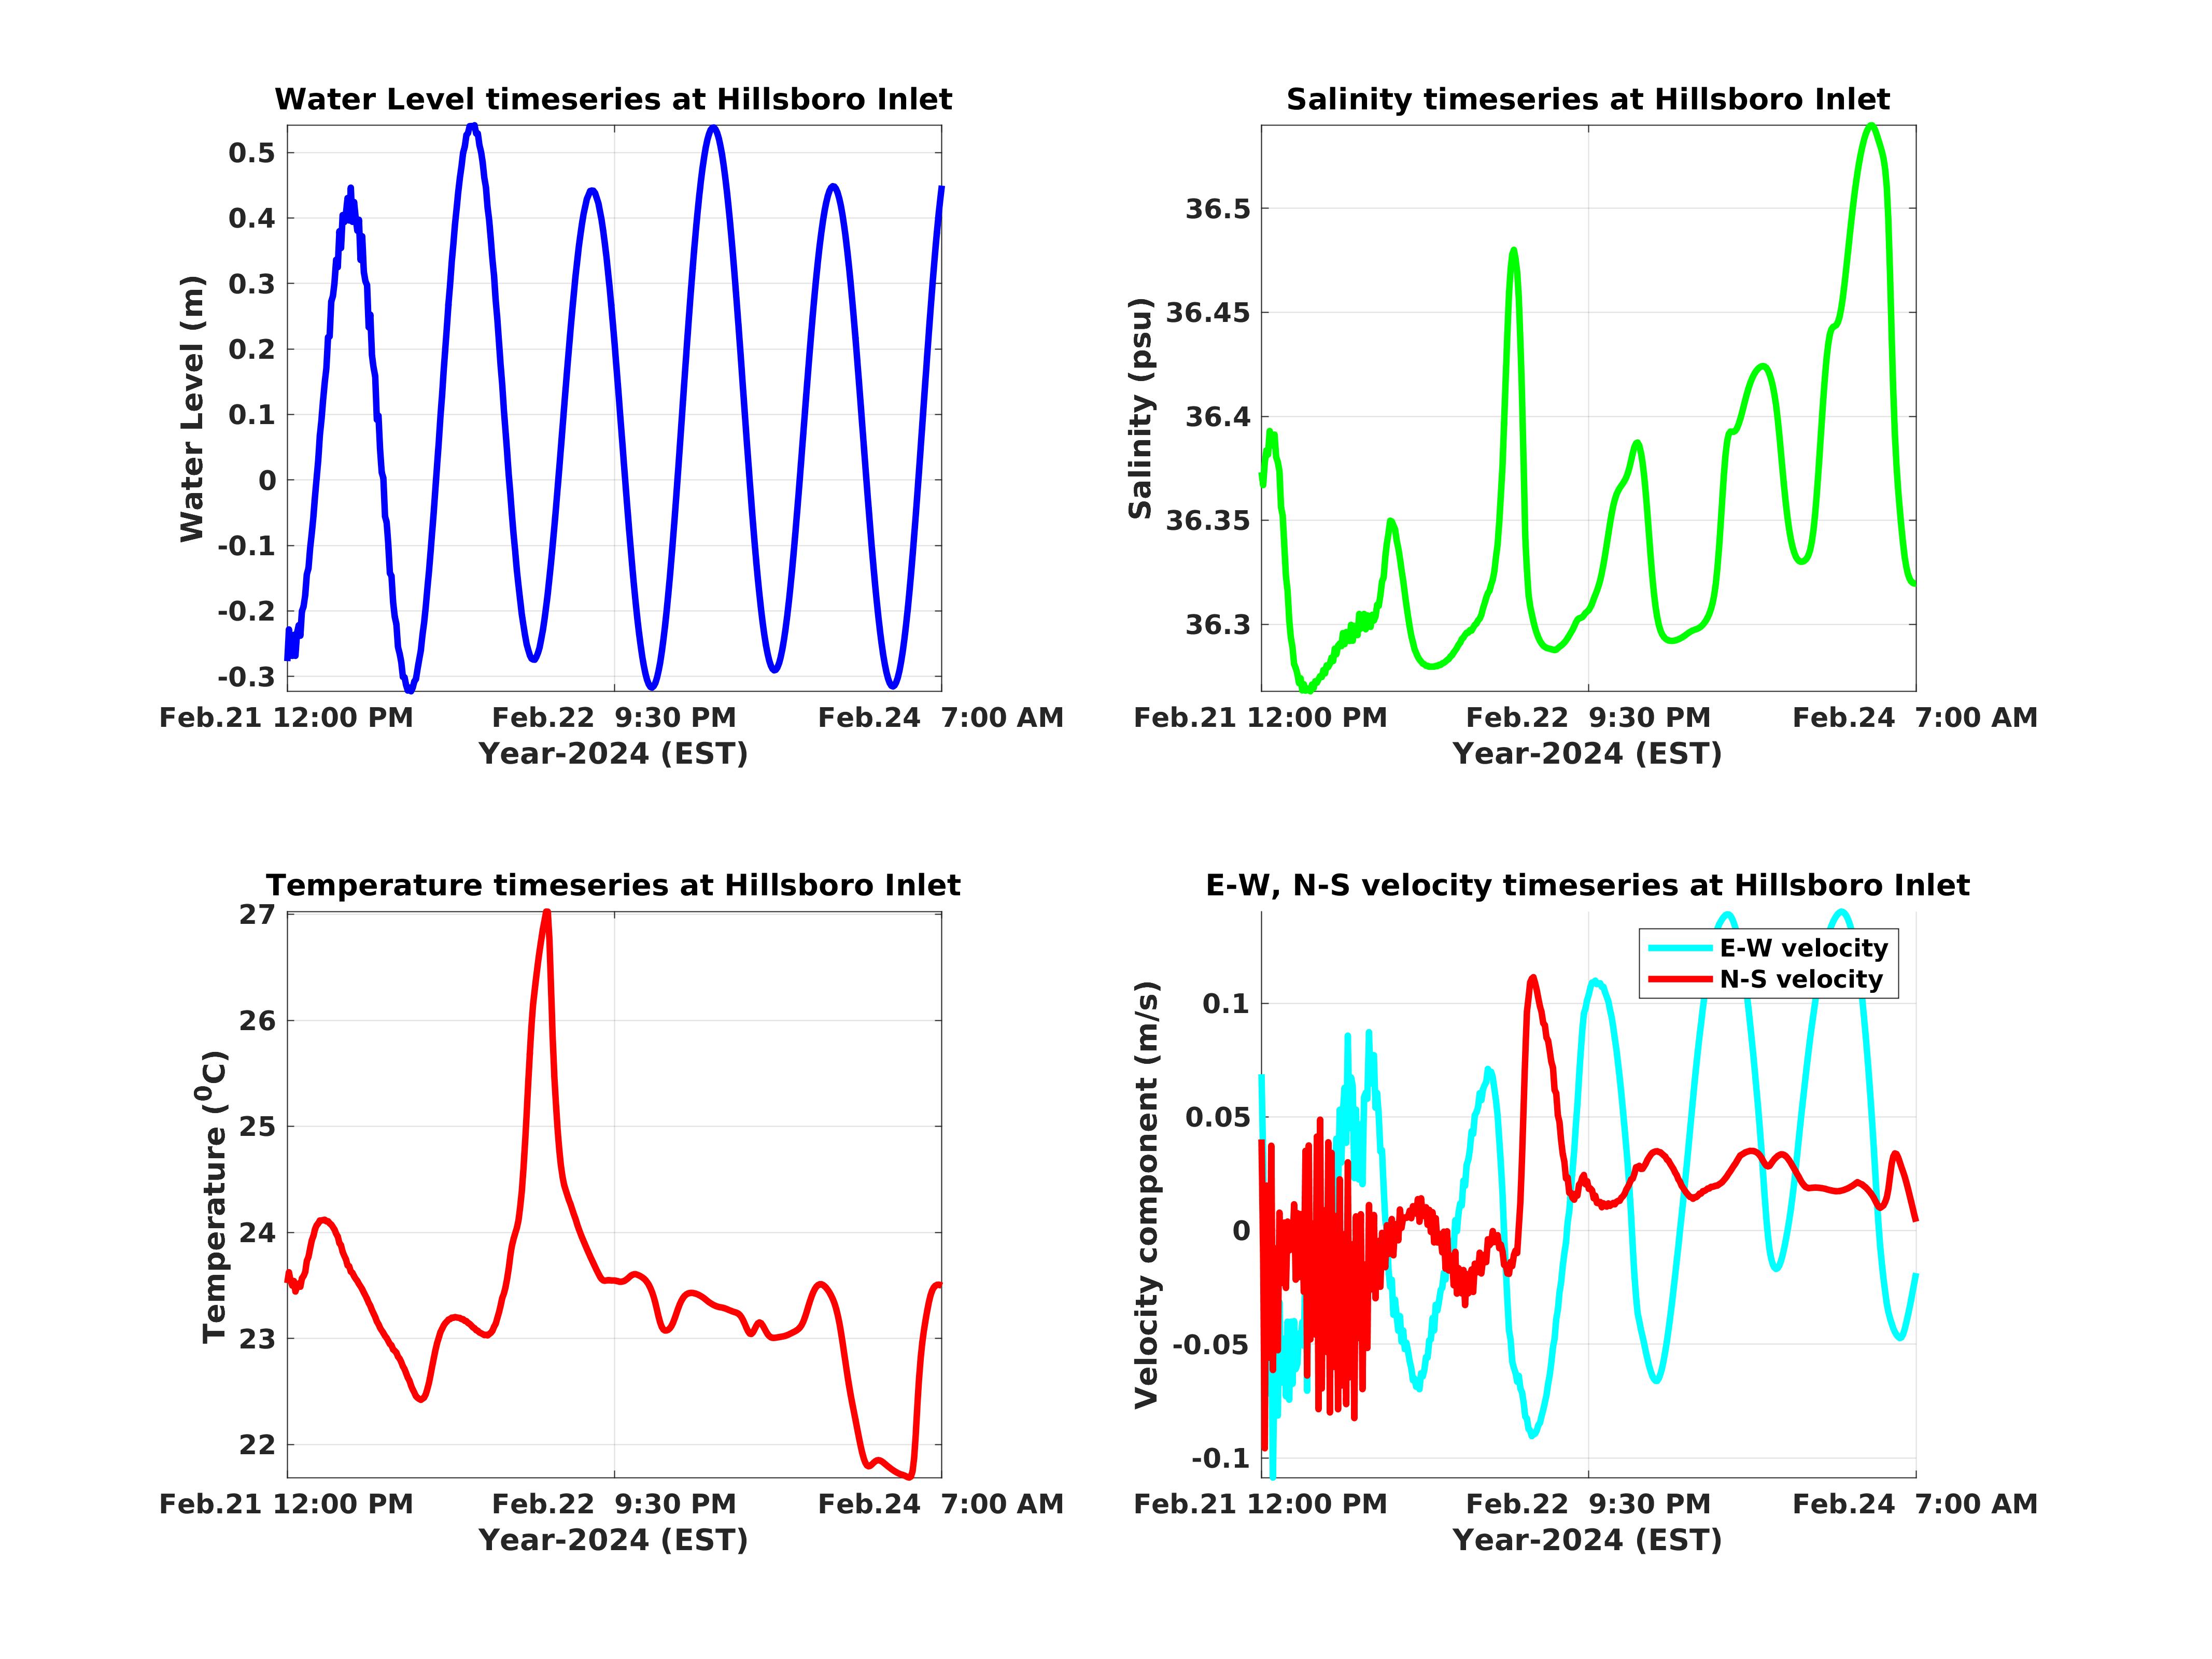 Water Level timeseries at Hillsboro Inlet
Water Level (m)
0.5
0.4
0.3
0.2
0.1
0
-0.1
-0.2
-0.3
Feb.21 12:00 PM
Feb.22 9:30 PM
Feb.24 7:00 AM
Year-2024 (EST)
Salinity timeseries at Hillsboro Inlet
Salinity (psu)
36.5
36.45
36.4
36.35
36.3
Feb.21 12:00 PM
Feb.22 9:30 PM
Feb.24 7:00 AM
Year-2024 (EST)
Temperature timeseries at Hillsboro Inlet
Temperature (⁰C)
27
26
25
24
23
22
Feb.21 12:00 PM
Feb.22 9:30 PM
Feb.24 7:00 AM
Year-2024 (EST)
E-W, N-S velocity timeseries at Hillsboro Inlet
Velocity component (m/s)
E-W velocity
N-S velocity
0.1
0.05
0
-0.05
-0.1
Feb.21 12:00 PM
Feb.22 9:30 PM
Feb.24 7:00 AM
Year-2024 (EST)